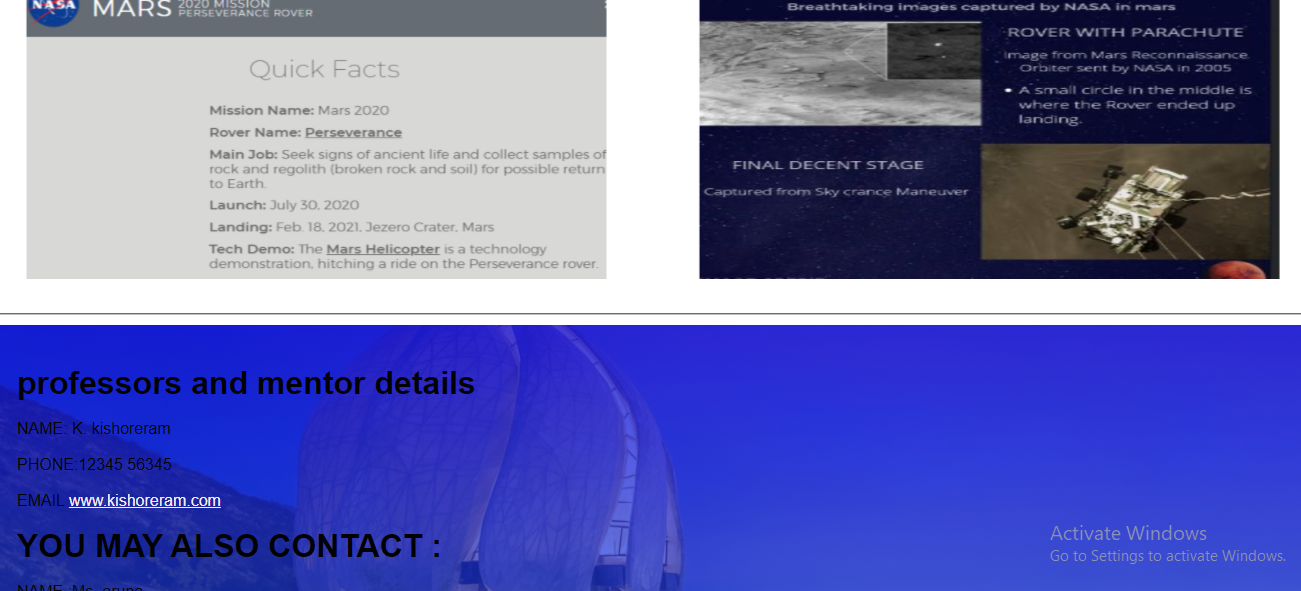 NASA
MARS 2020 MISSION
PERSEVERANCE ROVER
Quick Facts
Mission Name: Mars 2020
Rover Name: Perseverance
Main Job: Seek signs of ancient life and collect samples of
rock and regolith (broken rock and soil) for possible return
to Earth.
Launch: July 30, 2020
Landing: Feb. 18, 2021, Jezero Crater, Mars
Tech Demo: The Mars Helicopter is a technology
demonstration, hitching a ride on the Perseverance rover.
Breathtaking images captured by NASA in mars
ROVER WITH PARACHUTE
Image from Mars Reconnaissance
Orbiter sent by NASA in 2005
• A small circle in the middle is
where the Rover ended up
landing.
FINAL DECENT STAGE
Captured from Sky crance Maneuver
professors and mentor details
NAME: K. kishoreram
PHONE:12345 56345
EMAIL www.kishoreram.com
YOU MAY ALSO CONTACT :
NAME :Ms. aruna
Activate Windows
Go to Settings to activate Windows.